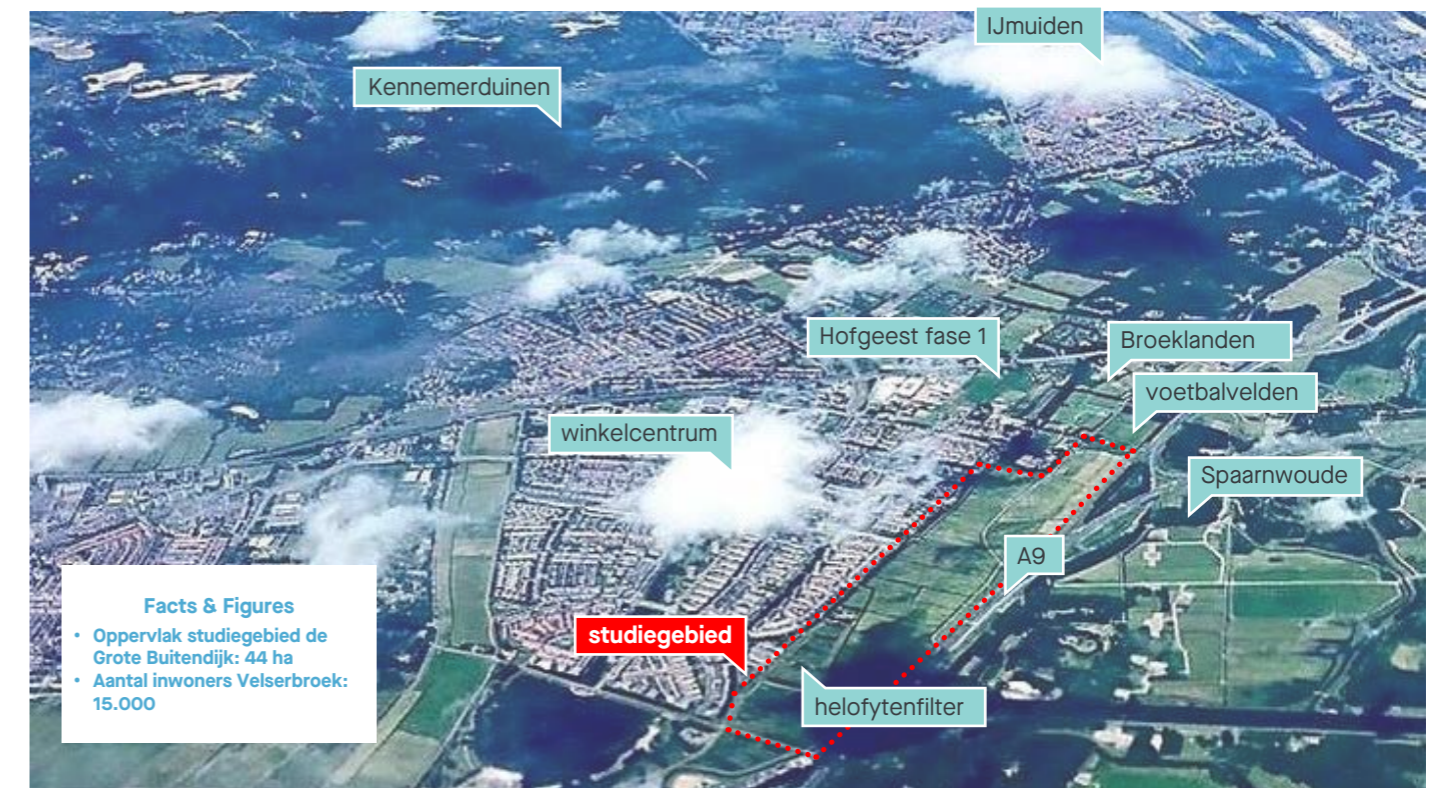 IJmuiden
Kennemerduinen
Hofgeest fase 1
Broeklanden
voetbalvelden
winkelcentrum
Spaarnwoude
A9
Facts & Figures
• Oppervlak studiegebied de
Grote Buitendijk: 44 ha
• Aantal inwoners Velserbroek:
15.000
studiegebied
helofytenfilter